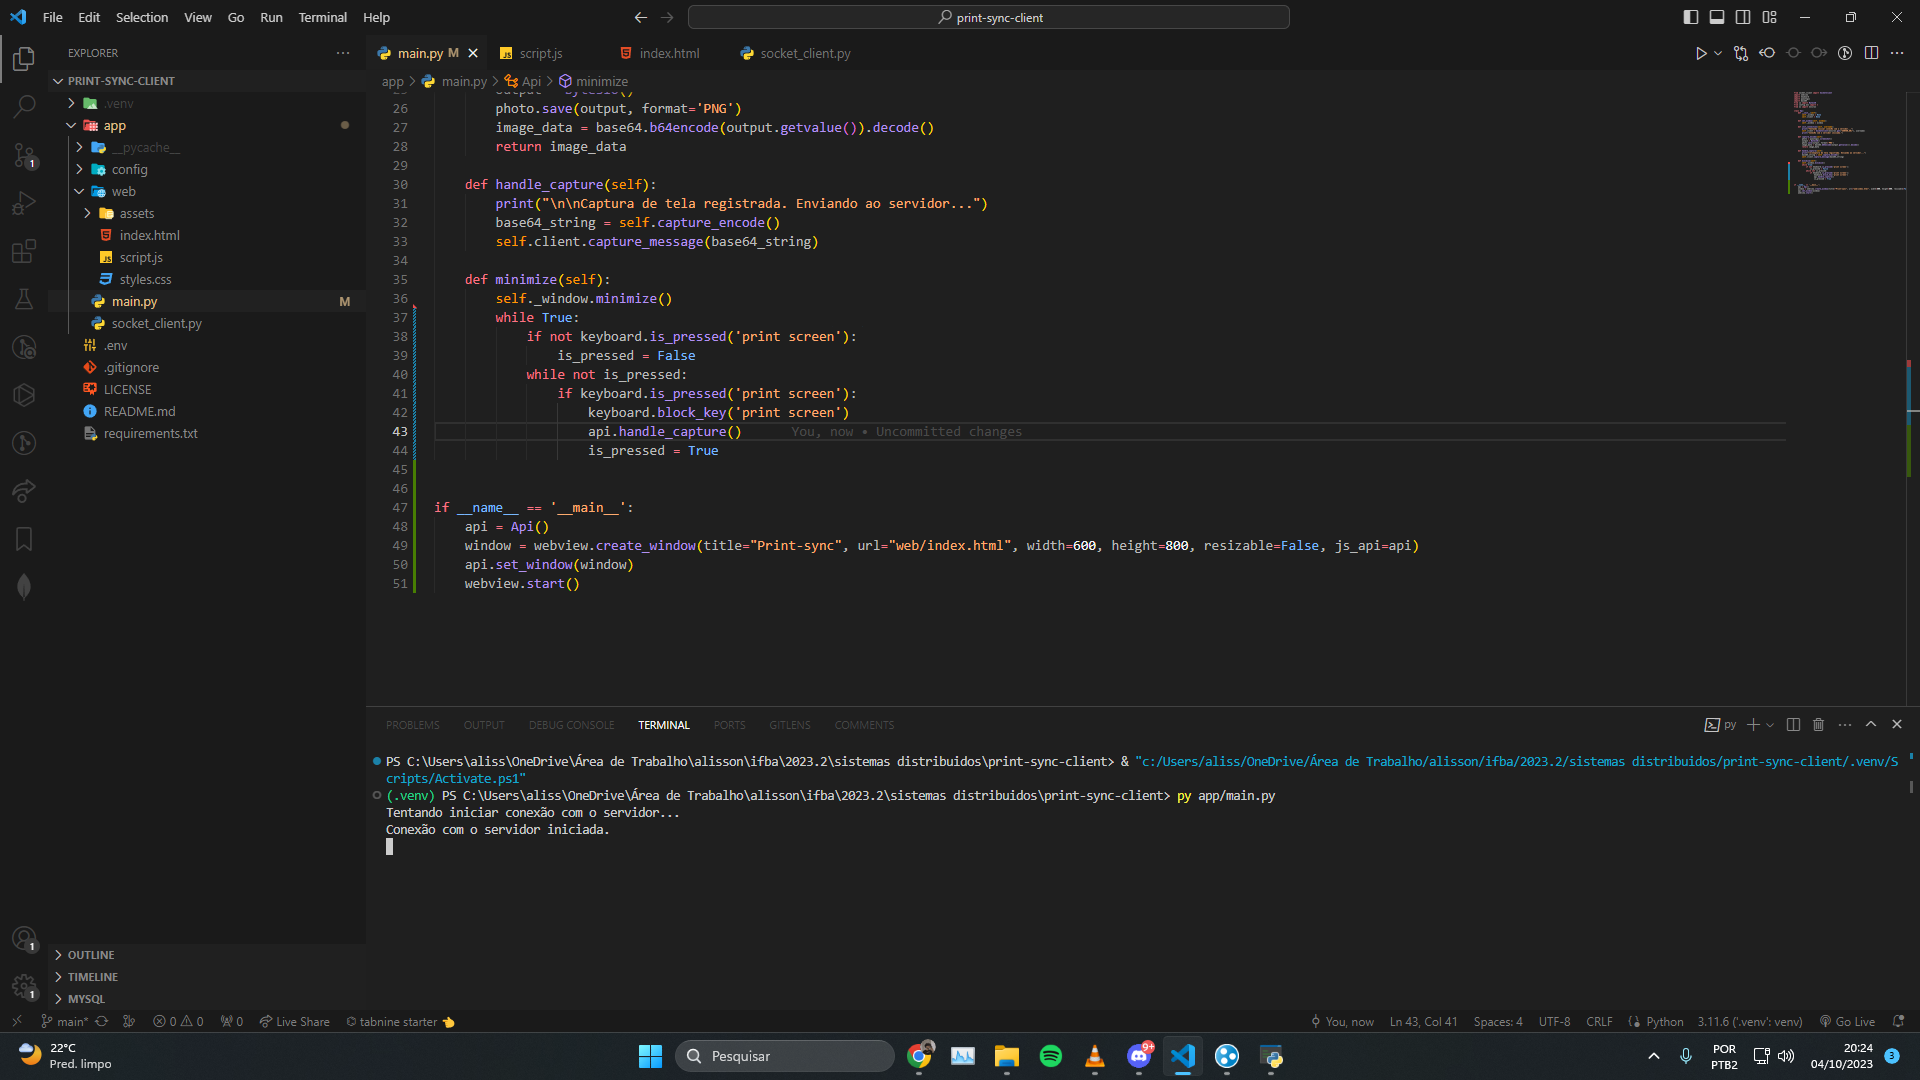 File Edit Selection View Go Run Terminal Help
print-sync-client
EXPLORER
main.py M
script.js
index.html
socket_client.py
PRINT-SYNC-CLIENT
.venv
app
__pycache__
config
web
assets
index.html
script.js
styles.css
main.py M
socket_client.py
.env
.gitignore
LICENSE
README.md
requirements.txt
OUTLINE
TIMELINE
MYSQL
app > main.py > Api > minimize
26 photo.save(output, format='PNG')
27 image_data = base64.b64encode(output.getvalue()).decode()
28 return image_data
29
30 def handle_capture(self):
31 print("\n\nCaptura de tela registrada. Enviando ao servidor...")
32 base64_string = self.capture_encode()
33 self.client.capture_message(base64_string)
34
35 def minimize(self):
36 self._window.minimize()
37 while True:
38 if not keyboard.is_pressed('print screen'):
39 is_pressed = False
40 while not is_pressed:
41 if keyboard.is_pressed('print screen'):
42 keyboard.block_key('print screen')
43 api.handle_capture() You, now • Uncommitted changes
44 is_pressed = True
45
46
47 if __name__ == '__main__':
48 api = Api()
49 window = webview.create_window(title="Print-sync", url="web/index.html", width=600, height=800, resizable=False, js_api=api)
50 api.set_window(window)
51 webview.start()
PROBLEMS OUTPUT DEBUG CONSOLE TERMINAL PORTS GITLENS COMMENTS
py
PS C:\Users\aliss\OneDrive\Área de Trabalho\alisson\ifba\2023.2\sistemas distribuidos\print-sync-client> & "c:/Users/aliss/OneDrive/Área de Trabalho/alisson/ifba/2023.2/sistemas distribuidos/print-sync-client/.venv/S
cripts/Activate.ps1"
(.venv) PS C:\Users\aliss\OneDrive\Área de Trabalho\alisson\ifba\2023.2\sistemas distribuidos\print-sync-client> py app/main.py
Tentando iniciar conexão com o servidor...
Conexão com o servidor iniciada.
1
1
1
main* 0 0 0 Live Share tabnine starter
You, now Ln 43, Col 41 Spaces: 4 UTF-8 CRLF Python 3.11.6 ('.venv': venv) Go Live
22°C
Pred. limpo
Pesquisar
9+
POR
PTB2
20:24
04/10/2023
3